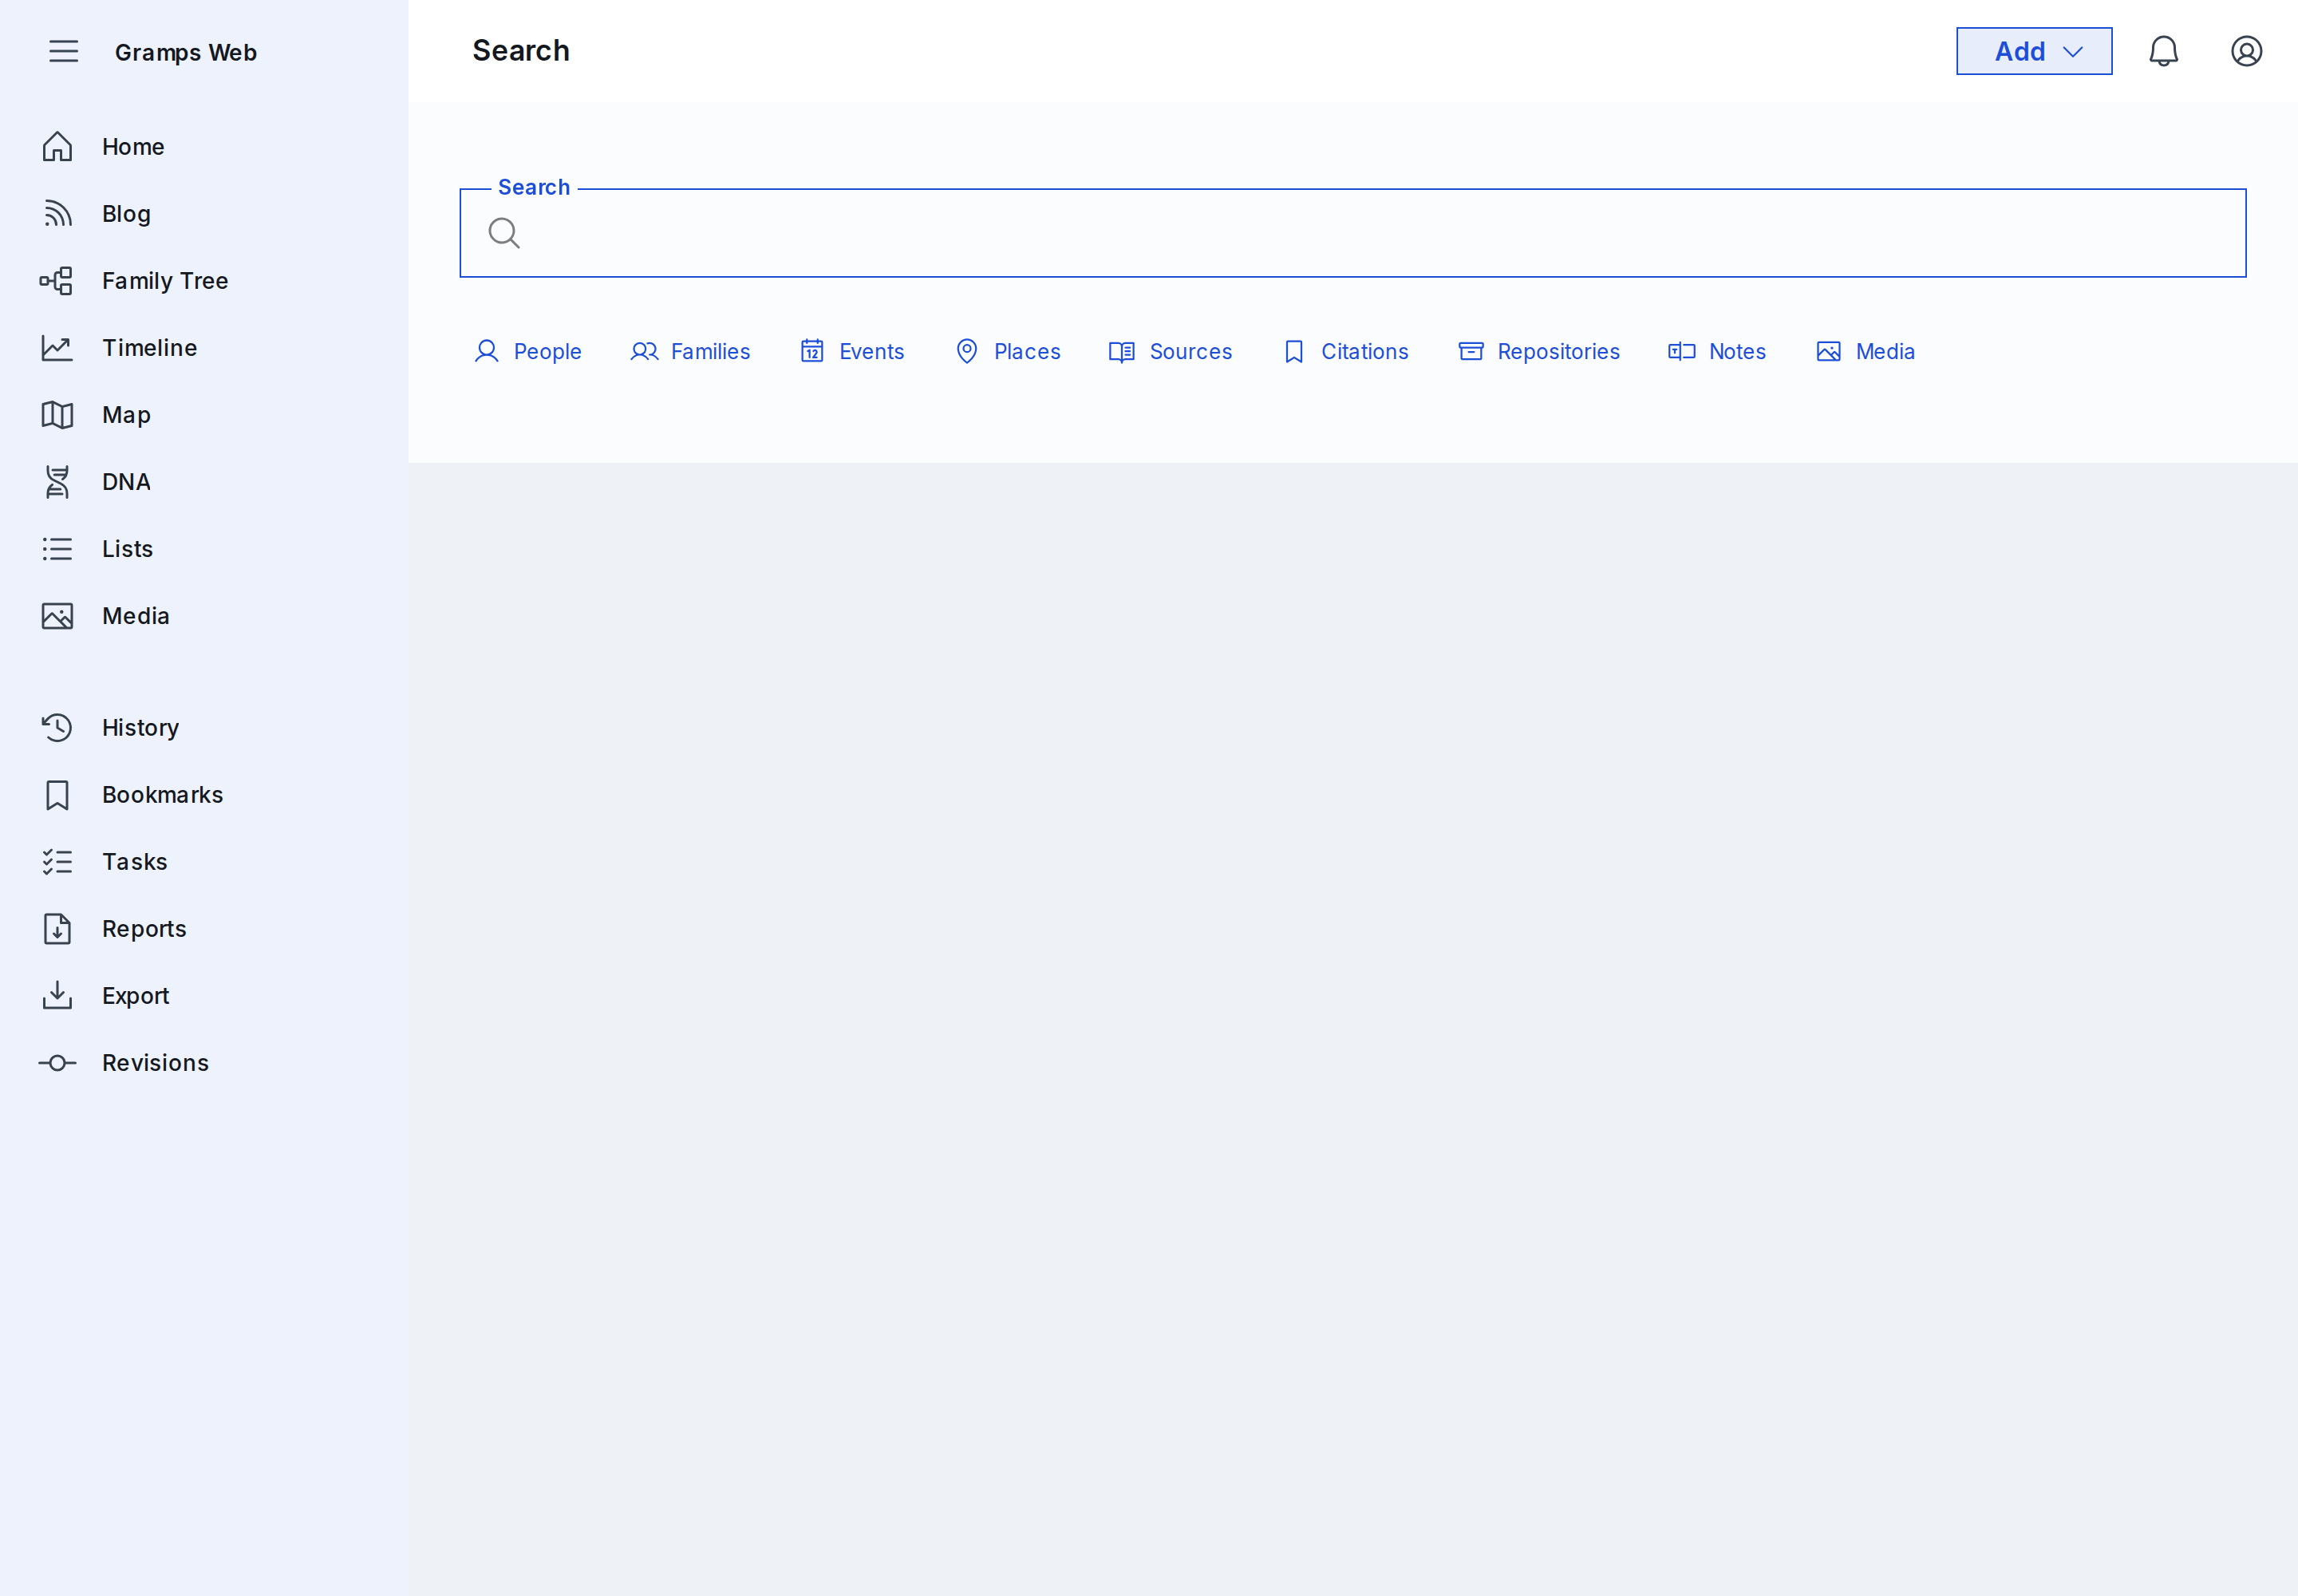 Gramps Web
Search
Add
Home
Blog
Family Tree
Timeline
Map
DNA
Lists
Media
History
Bookmarks
Tasks
Reports
Export
Revisions
Search
People
Families
12
Events
Places
Sources
Citations
Repositories
T
Notes
Media